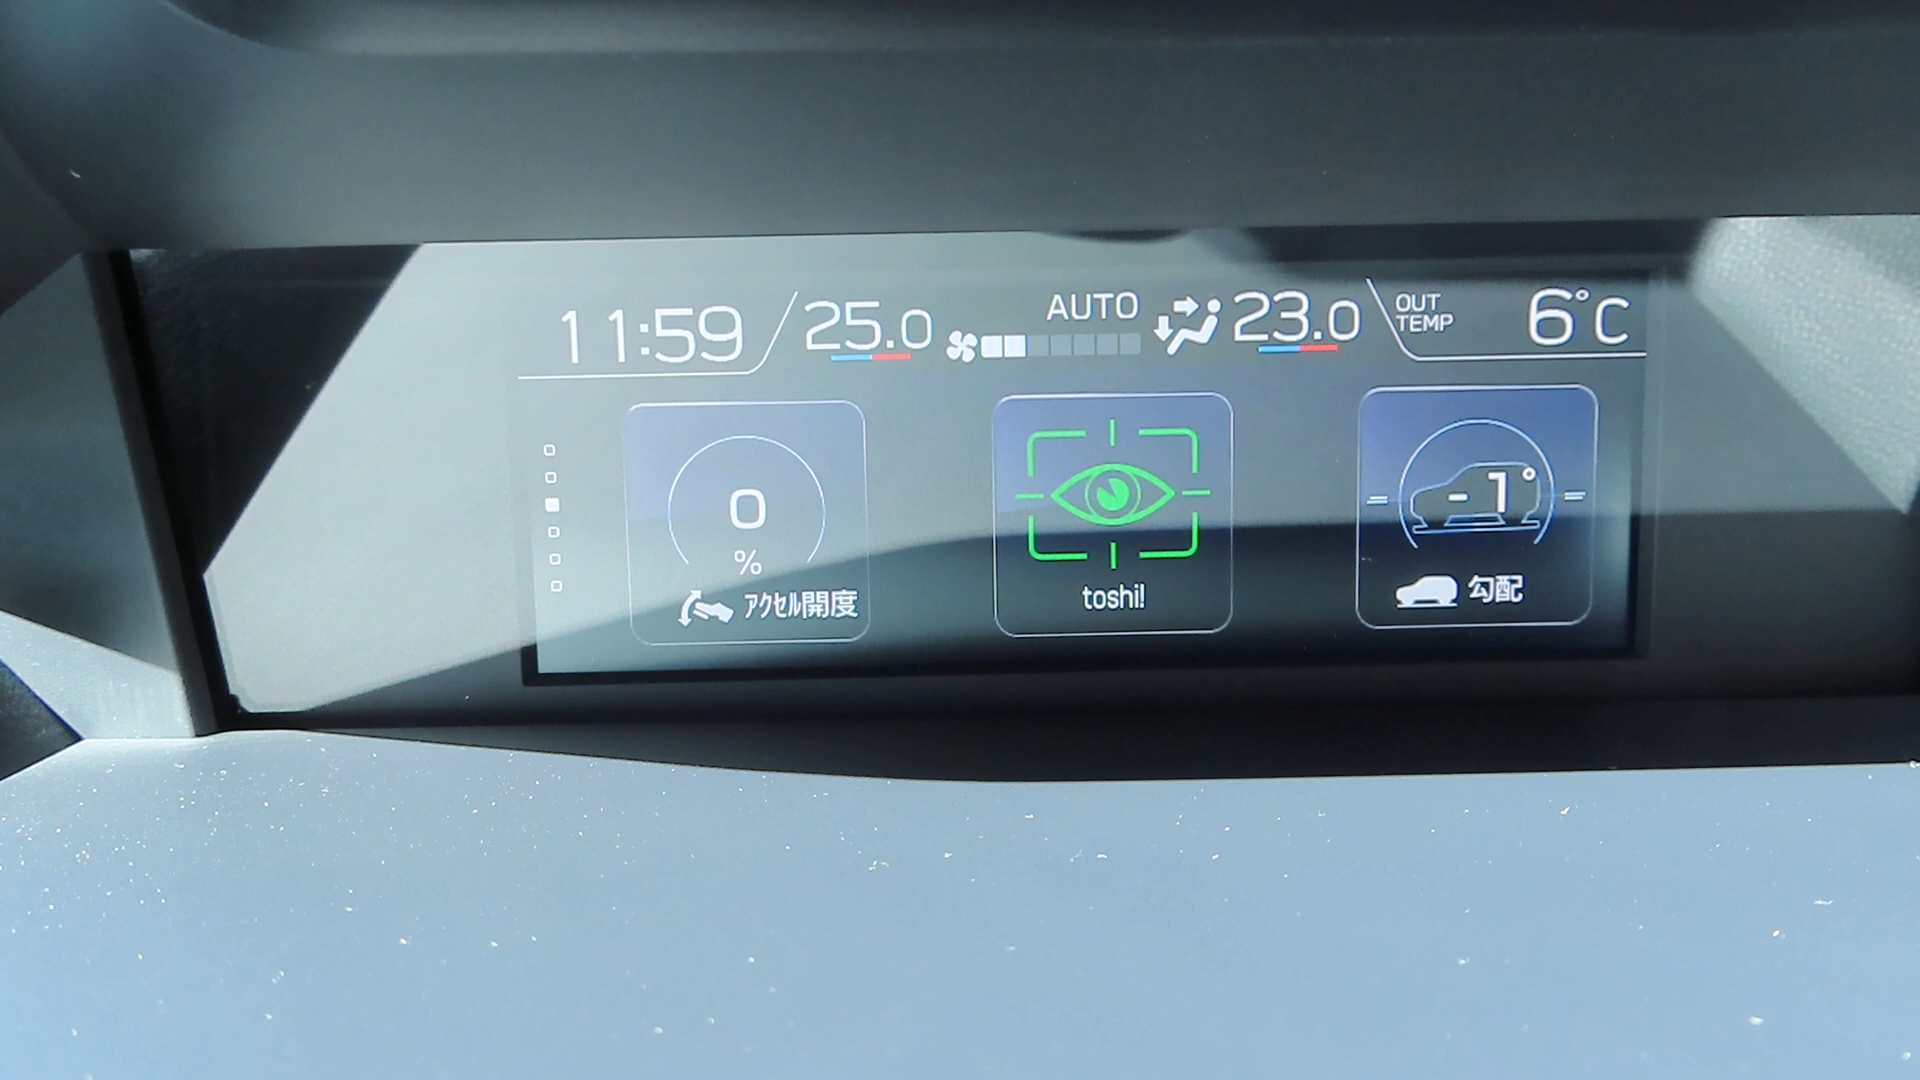 11:59
25.0
AUTO
23.0
OUT
TEMP
6°C
0
%
ｱｸｾﾙ開度
toshi!
-1°
勾配